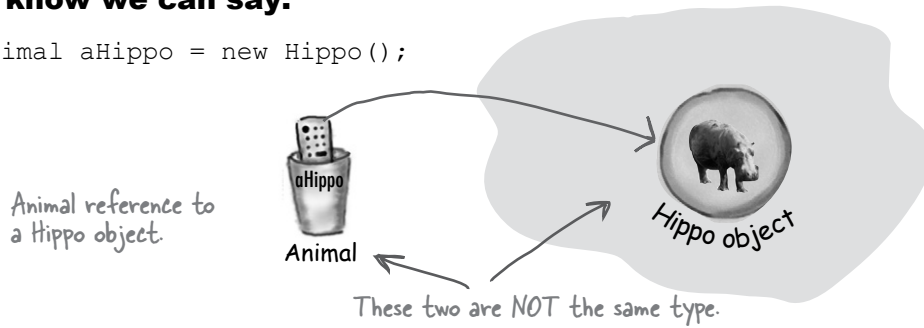 know we can say:
imal aHippo = new Hippo();
aHippo
Animal reference to
a Hippo object.
Animal
Hippo object
These two are NOT the same type.